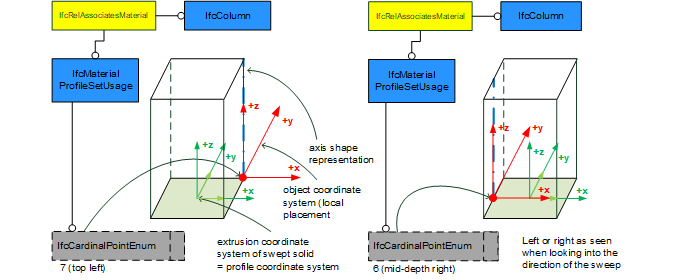 IfcRelAssociatesMaterial
IfcColumn
IfcMaterial
ProfileSetUsage
+z
+y
+z
+y
+x
+x
axis shape
representation
object coordinate
system (local
placement
IfcCardinalPointEnum
7 (top left)
extrusion coordinate
system of swept solid
= profile coordinate system
IfcRelAssociatesMaterial
IfcColumn
IfcMaterial
ProfileSetUsage
+z
+y
+z
+y
+x
+x
IfcCardinalPointEnum
6 (mid-depth right)
Left or right as seen
when looking into the
direction of the sweep